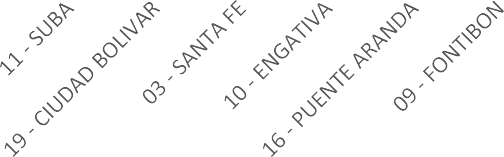 11 - SUBA
19 - CIUDAD BOLIVAR
03 - SANTA FE
10 - ENGATIVA
16 - PUENTE ARANDA
09 - FONTIBON